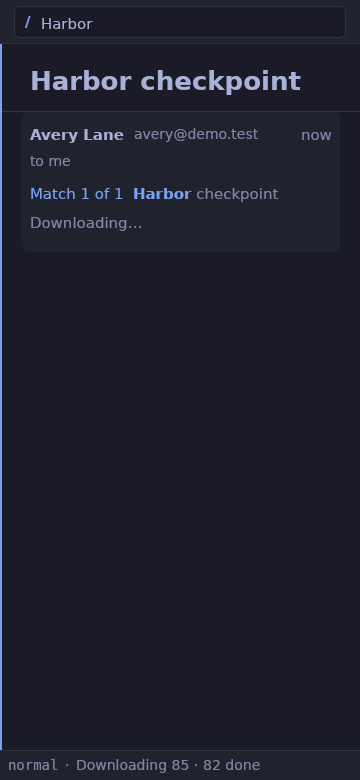 / Harbor
Harbor checkpoint
Avery Lane avery@demo.test now
to me
Match 1 of 1 Harbor checkpoint
Downloading…
normal · Downloading 85 · 82 done